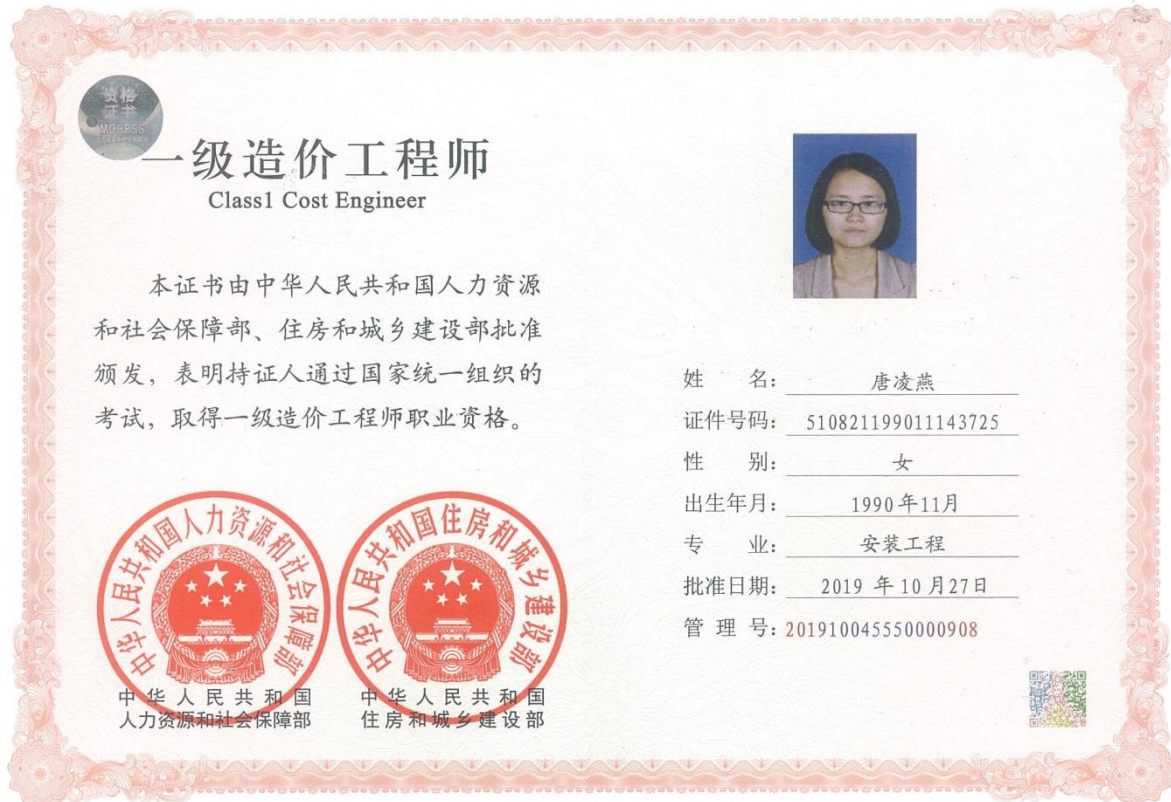 资格
证书
MOHRSS
一级造价工程师
Class1 Cost Engineer
本证书由中华人民共和国人力资源
和社会保障部、住房和城乡建设部批准
颁发，表明持证人通过国家统一组织的
考试，取得一级造价工程师职业资格。
中华人民共和国人力资源和社会保障部
中华人民共和国住房和城乡建设部
中华人民共和国
人力资源和社会保障部
中华人民共和国
住房和城乡建设部
姓 名：唐凌燕
证件号码：510821199011143725
性 别：女
出生年月：1990年11月
专 业：安装工程
批准日期：2019 年 10 月27日
管 理 号：201910045550000908